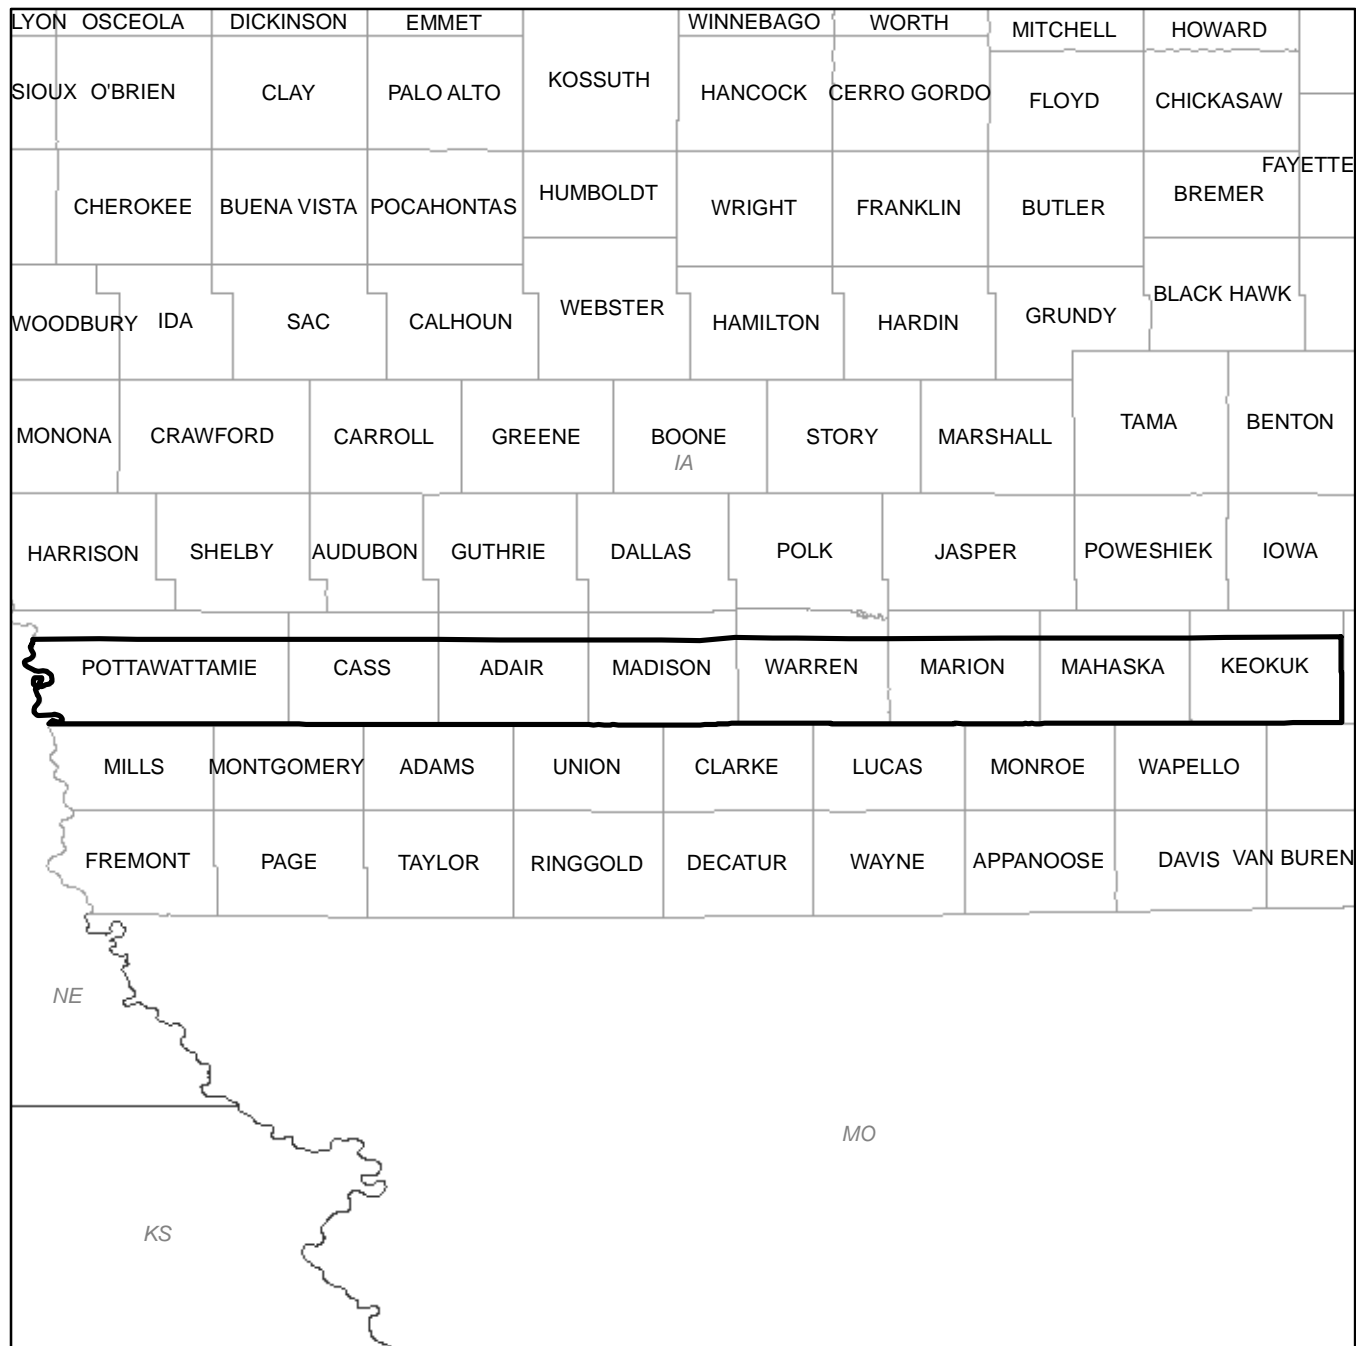 LYON OSCEOLA DICKINSON EMMET WINNEBAGO WORTH MITCHELL HOWARD
KOSSUTH
SIOUX O'BRIEN CLAY PALO ALTO HANCOCK CERRO GORDO FLOYD CHICKASAW
FAYETTE
CHEROKEE BUENA VISTA POCAHONTAS HUMBOLDT WRIGHT FRANKLIN BUTLER BREMER
WOODBURY IDA SAC CALHOUN WEBSTER HAMILTON HARDIN GRUNDY BLACK HAWK
MONONA CRAWFORD CARROLL GREENE BOONE STORY MARSHALL TAMA BENTON
IA
HARRISON SHELBY AUDUBON GUTHRIE DALLAS POLK JASPER POWESHIEK IOWA
POTTAWATTAMIE CASS ADAIR MADISON WARREN MARION MAHASKA KEOKUK
MILLS MONTGOMERY ADAMS UNION CLARKE LUCAS MONROE WAPELLO
FREMONT PAGE TAYLOR RINGGOLD DECATUR WAYNE APPANOOSE DAVIS VAN BUREN
NE
MO
KS